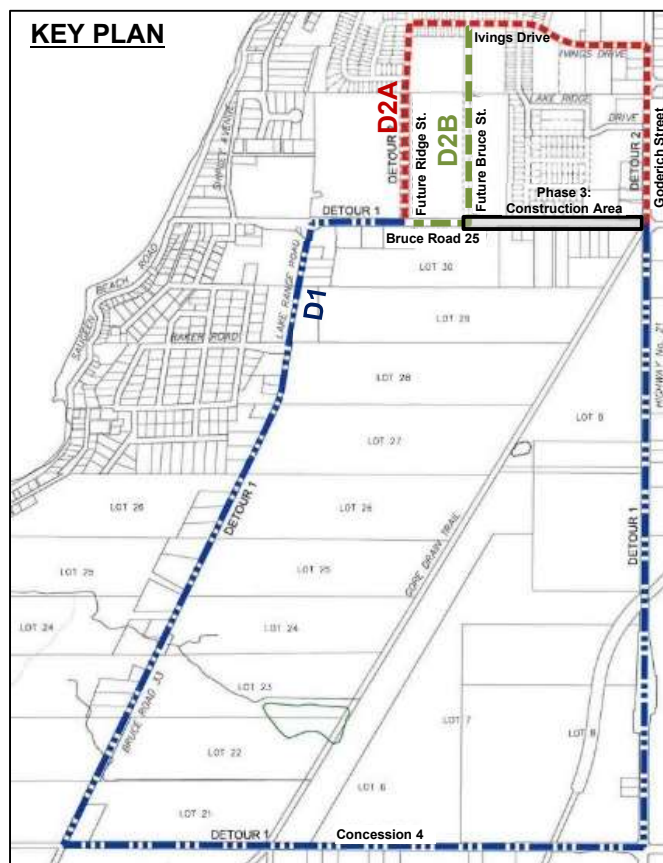 KEY PLAN
Ivings Drive
IVINGS DRIVE
D2A
D2B
LAKE RIDGE
DRIVE
SHIPLEY AVENUE
DETOUR
Future Ridge St.
Future Bruce St.
DETOUR 2
Goderich Street
Phase 3:
Construction Area
DETOUR 1
Bruce Road 25
BEACH ROAD
SAUGEEN
LAKE RANGE ROAD
D1
BAKER ROAD
LOT 30
LOT 29
LOT 28
LOT 27
HIGHWAY No. 21
LOT 8
LOT 26
LOT 26
DETOUR 1
GORE DRAIN TRAIL
DETOUR 1
LOT 25
LOT 25
LOT 24
LOT 24
LOT 23
BRUCE ROAD 33
LOT 22
LOT 7
LOT 8
LOT 21
LOT 6
DETOUR 1
Concession 4